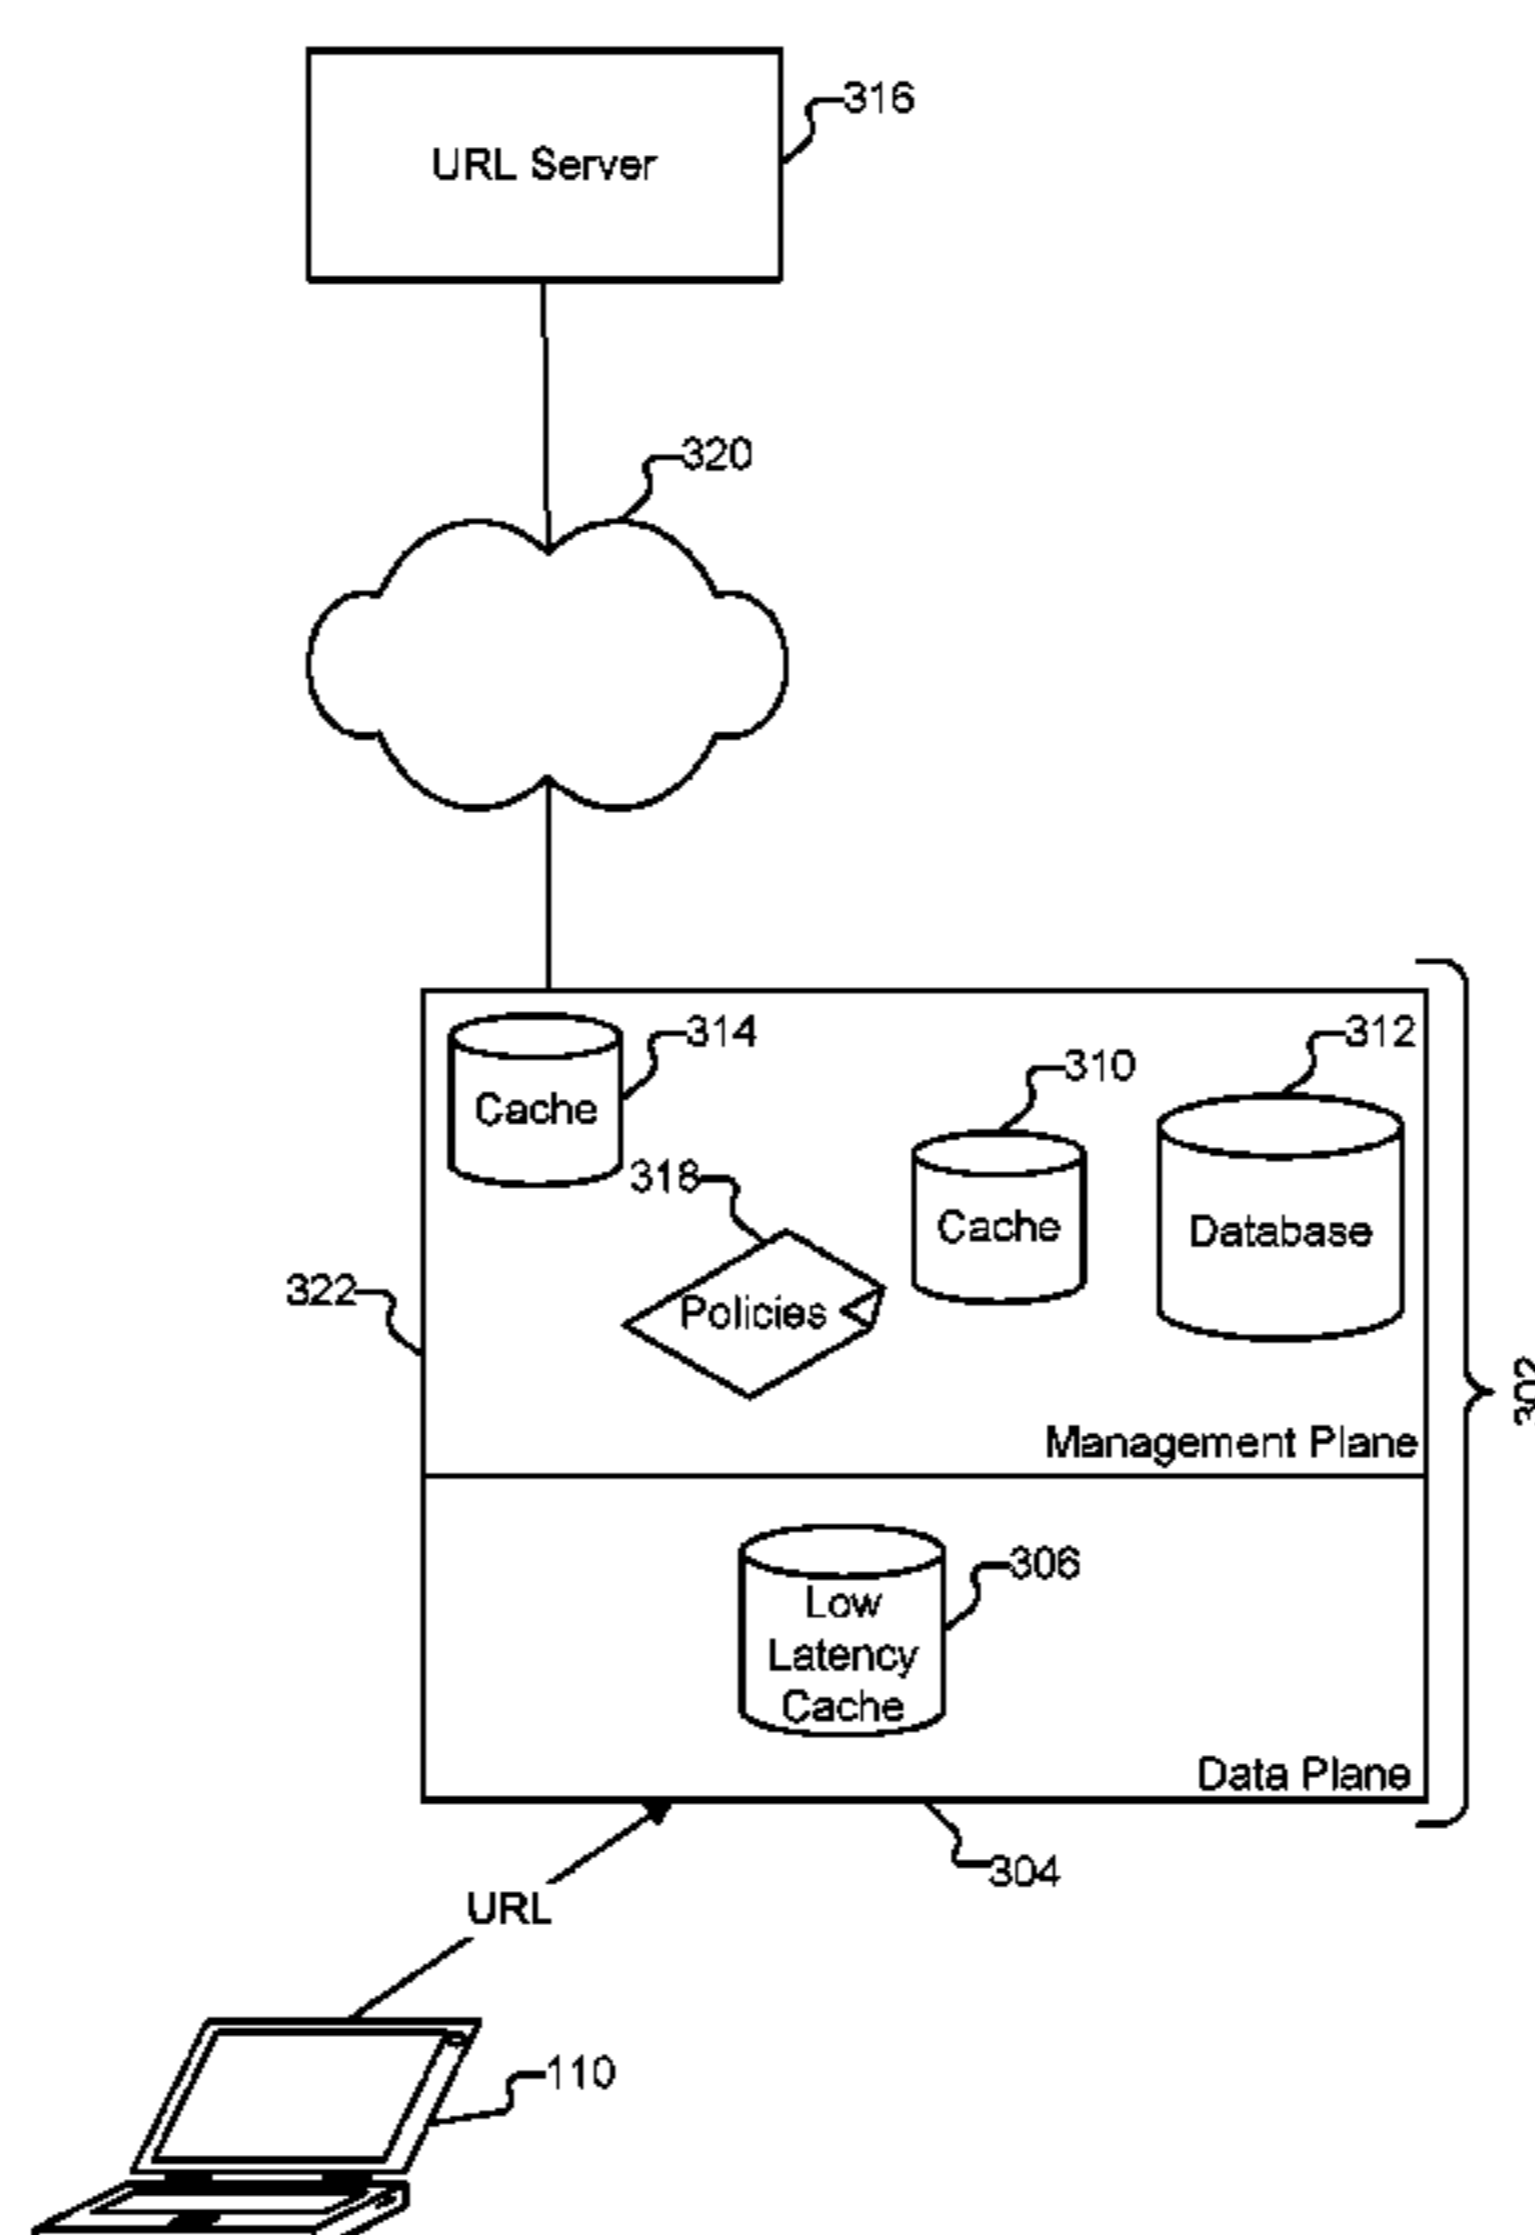 316
URL Server
320
314
312
310
Cache
318
Cache
Database
322
Policies
302
Management Plane
306
Low
Latency
Cache
Data Plane
304
URL
110